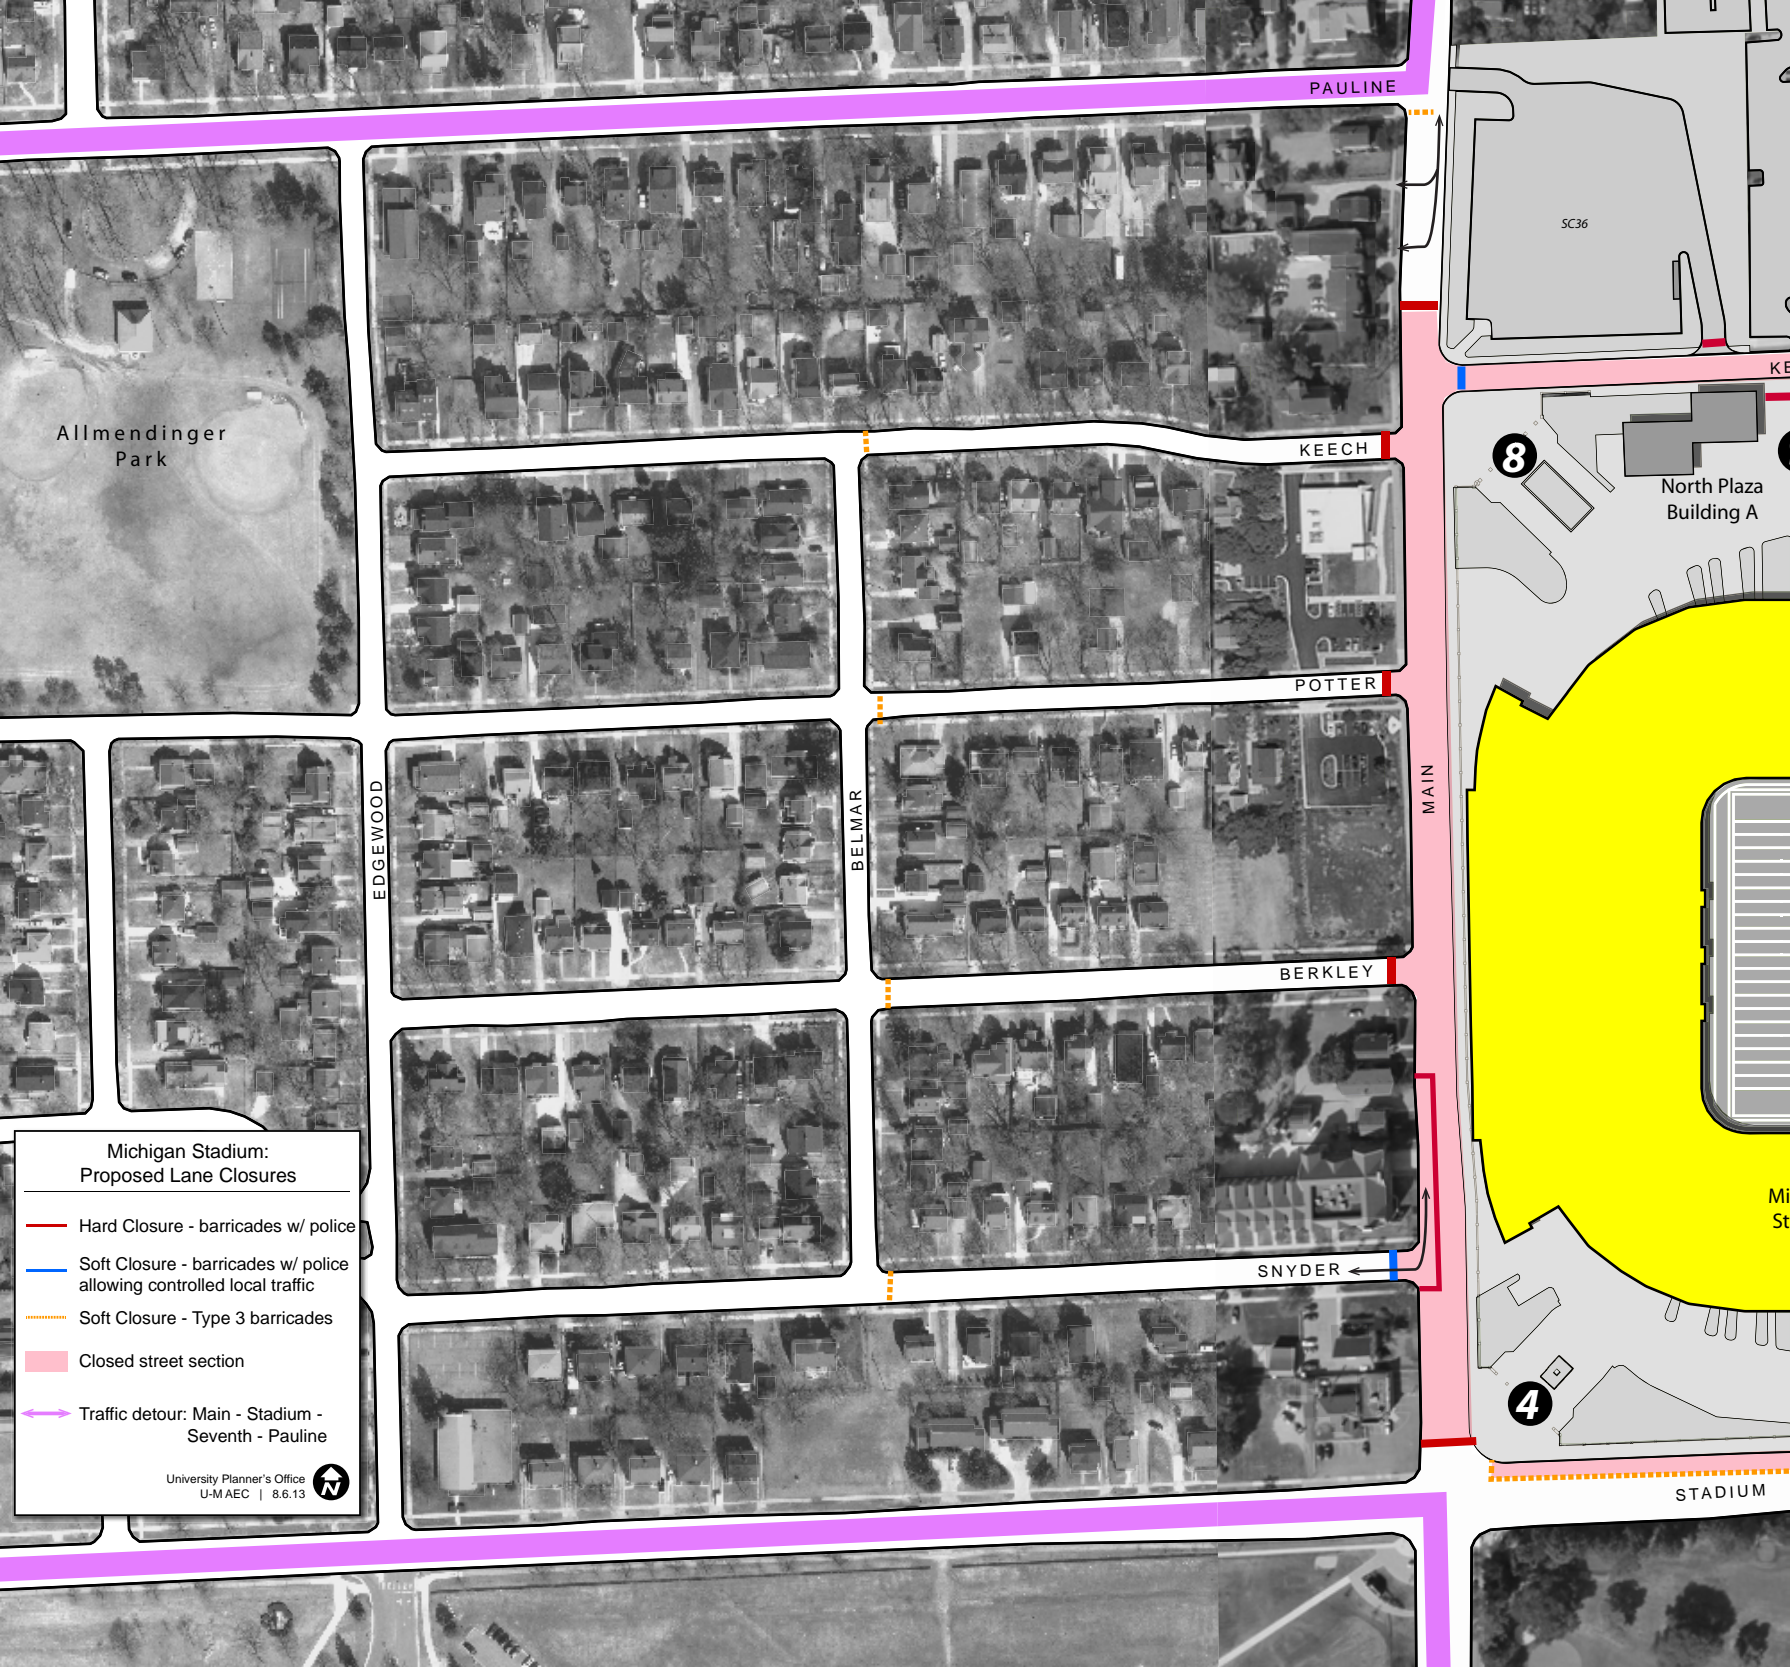 PAULINE
SC36
KE
Allmendinger
Park
KEECH
8
North Plaza
Building A
POTTER
MAIN
EDGEWOOD
BELMAR
BERKLEY
Mi
St
SNYDER
4
STADIUM
Michigan Stadium:
Proposed Lane Closures
Hard Closure - barricades w/ police
Soft Closure - barricades w/ police
allowing controlled local traffic
Soft Closure - Type 3 barricades
Closed street section
Traffic detour: Main - Stadium -
Seventh - Pauline
University Planner's Office
U-M AEC | 8.6.13
N